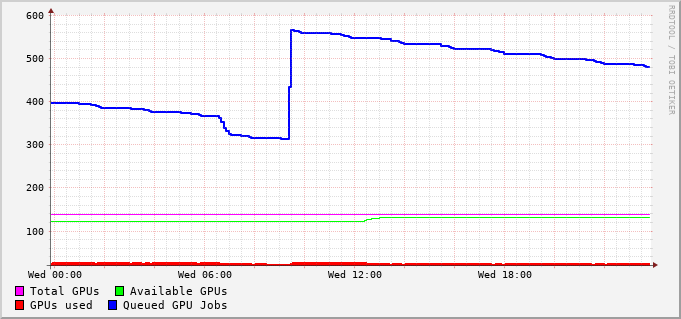 600
500
400
300
200
100
Wed 00:00 Wed 06:00 Wed 12:00 Wed 18:00
Total GPUs Available GPUs
GPUs used Queued GPU Jobs
RRDTOOL / TOBI OETIKER